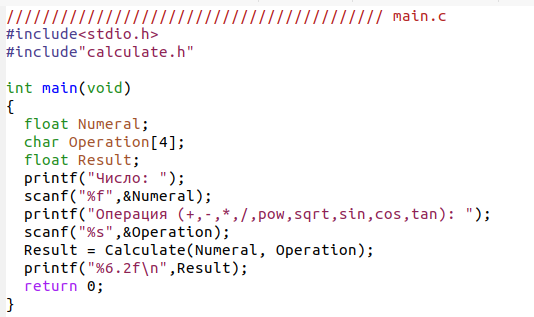 ////////////////////////////////////////// main.c
#include<stdio.h>
#include"calculate.h"
int main(void)
{
  float Numeral;
  char Operation[4];
  float Result;
  printf("Число: ");
  scanf("%f",&Numeral);
  printf("Операция (+,-,*,/,pow,sqrt,sin,cos,tan): ");
  scanf("%s",&Operation);
  Result = Calculate(Numeral, Operation);
  printf("%6.2f\n",Result);
  return 0;
}